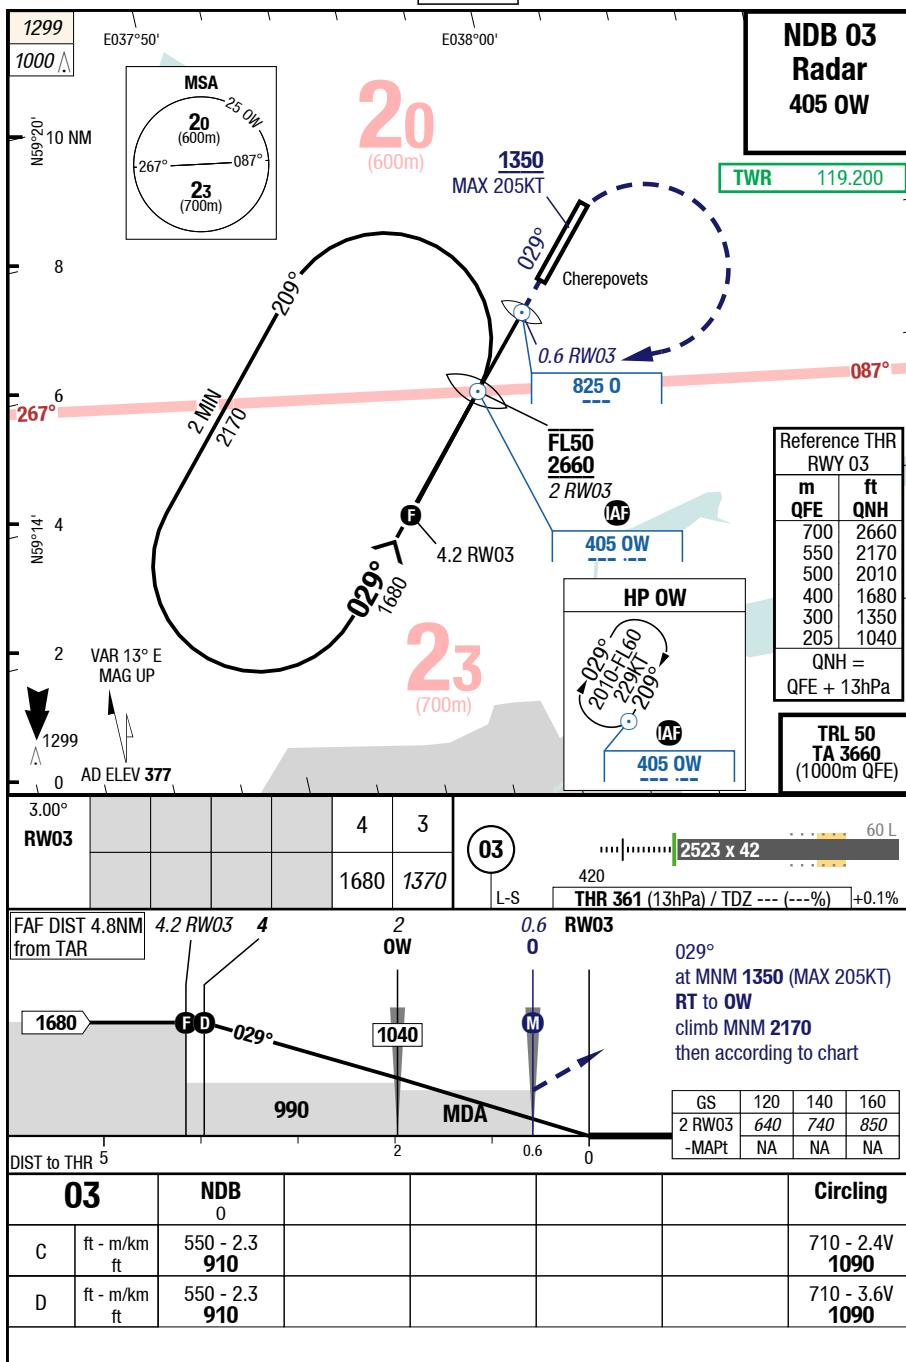 1299
1000
E037°50'
E038°00'
NDB 03
Radar
405 OW
MSA
25 OW
20
(600m)
267°
087°
23
(700m)
N59°20'
10 NM
20
(600m)
1350
MAX 205KT
TWR 119.200
029°
Cherepovets
8
209°
0.6 RW03
825 O
087°
6
267°
2 MIN
2170
FL50
2660
2 RW03
IAF
405 OW
Reference THR
RWY 03
m ft
QFE QNH
700 2660
550 2170
500 2010
400 1680
300 1350
205 1040
QNH =
QFE + 13hPa
N59°14'
4
F
4.2 RW03
029°
1680
HP OW
029°
2010-FL60
229KT
209°
IAF
405 OW
23
(700m)
2
VAR 13° E
MAG UP
1299
AD ELEV 377
0
TRL 50
TA 3660
(1000m QFE)
3.00°
RW03
4 3
1680 1370
03
L-S
60 L
2523 x 42
420
THR 361 (13hPa) / TDZ --- (---%)
+0.1%
FAF DIST 4.8NM
from TAR
4.2 RW03 4 2 0.6 RW03
OW O
1680
F D
029°
1040
M
990
MDA
DIST to THR 5 2 0.6 0
029°
at MNM 1350 (MAX 205KT)
RT to OW
climb MNM 2170
then according to chart
GS 120 140 160
2 RW03 640 740 850
-MAPt NA NA NA
03 NDB Circling
0
C ft - m/km 550 - 2.3 710 - 2.4V
ft 910 1090
D ft - m/km 550 - 2.3 710 - 3.6V
ft 910 1090